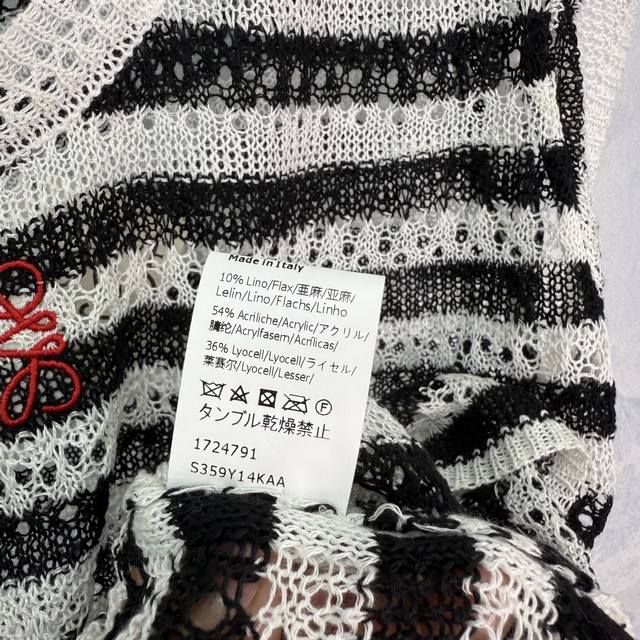 Made in Italy
10% Lino/Flax/亜麻/亚麻/
Lelin/Lino/Flachs/Linho
54% Acriliche/Acrylic/アクリル/
腈纶/Acrylfasern/Acrílicas/
36% Lyocell/Lyocell/ライセル/
莱赛尔/Lyocell/Lesser/
F
タンブル乾燥禁止
1724791
S359Y14KAA